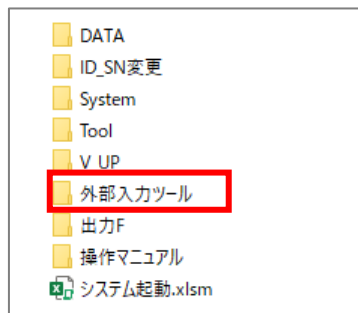 DATA
ID_SN変更
System
Tool
V_UP
外部入力ツール
出力F
操作マニュアル
システム起動.xlsm